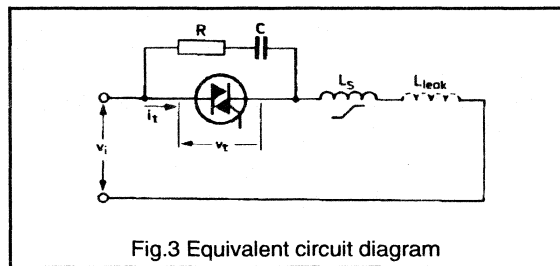 R C
L_S L_leak
i_t
v_t
v_i
Fig.3 Equivalent circuit diagram